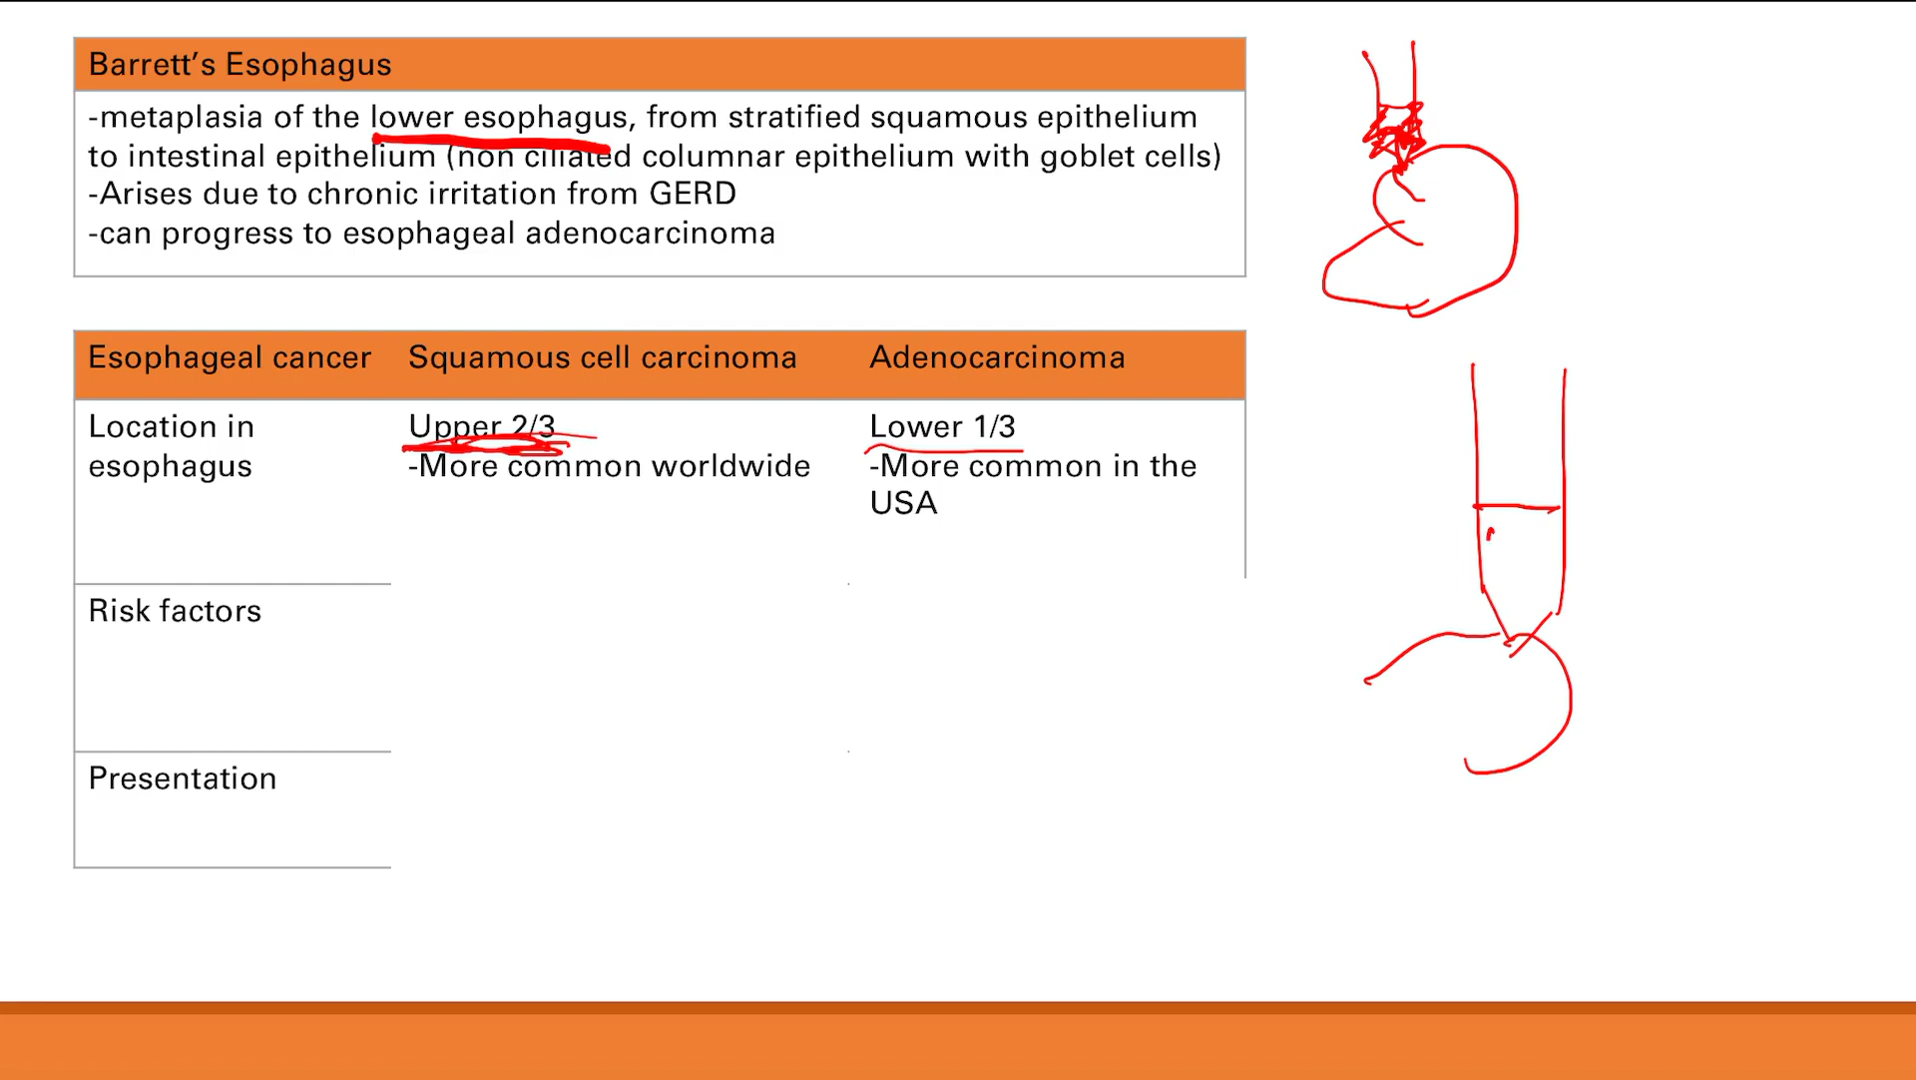 Barrett’s Esophagus
-metaplasia of the lower esophagus, from stratified squamous epithelium
to intestinal epithelium (non ciliated columnar epithelium with goblet cells)
-Arises due to chronic irritation from GERD
-can progress to esophageal adenocarcinoma
Esophageal cancer Squamous cell carcinoma Adenocarcinoma
Location in esophagus
Upper 2/3
-More common worldwide
Lower 1/3
-More common in the
USA
Risk factors
Presentation